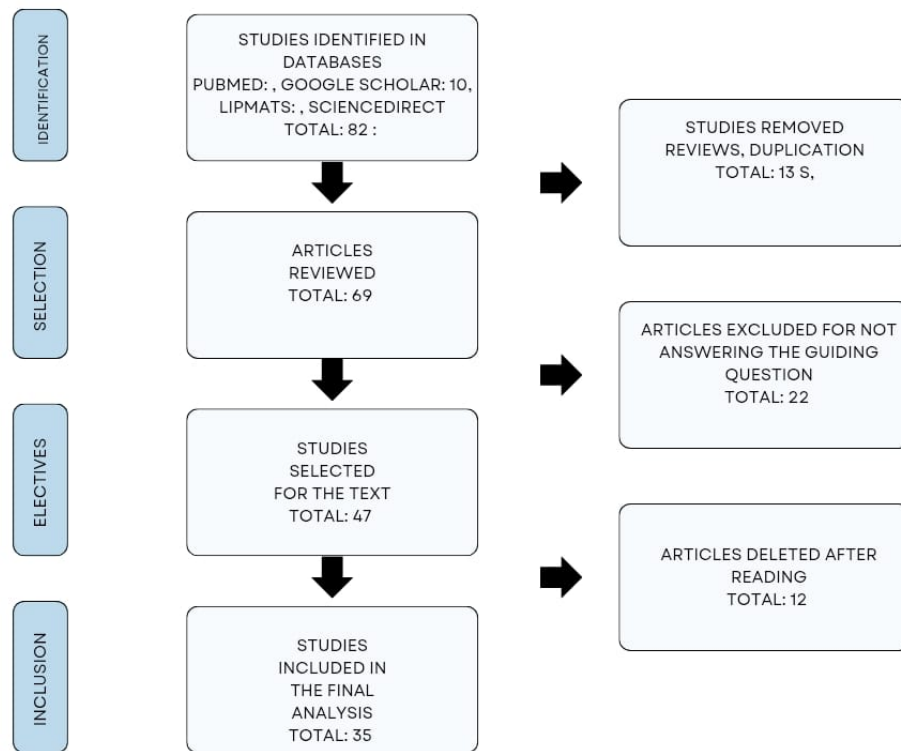 IDENTIFICATION
STUDIES IDENTIFIED IN
DATABASES
PUBMED: , GOOGLE SCHOLAR: 10,
LIPMATS: , SCIENCEDIRECT
TOTAL: 82 :
STUDIES REMOVED
REVIEWS, DUPLICATION
TOTAL: 13 S,
SELECTION
ARTICLES
REVIEWED
TOTAL: 69
ARTICLES EXCLUDED FOR NOT
ANSWERING THE GUIDING
QUESTION
TOTAL: 22
ELECTIVES
STUDIES
SELECTED
FOR THE TEXT
TOTAL: 47
ARTICLES DELETED AFTER
READING
TOTAL: 12
INCLUSION
STUDIES
INCLUDED IN
THE FINAL
ANALYSIS
TOTAL: 35